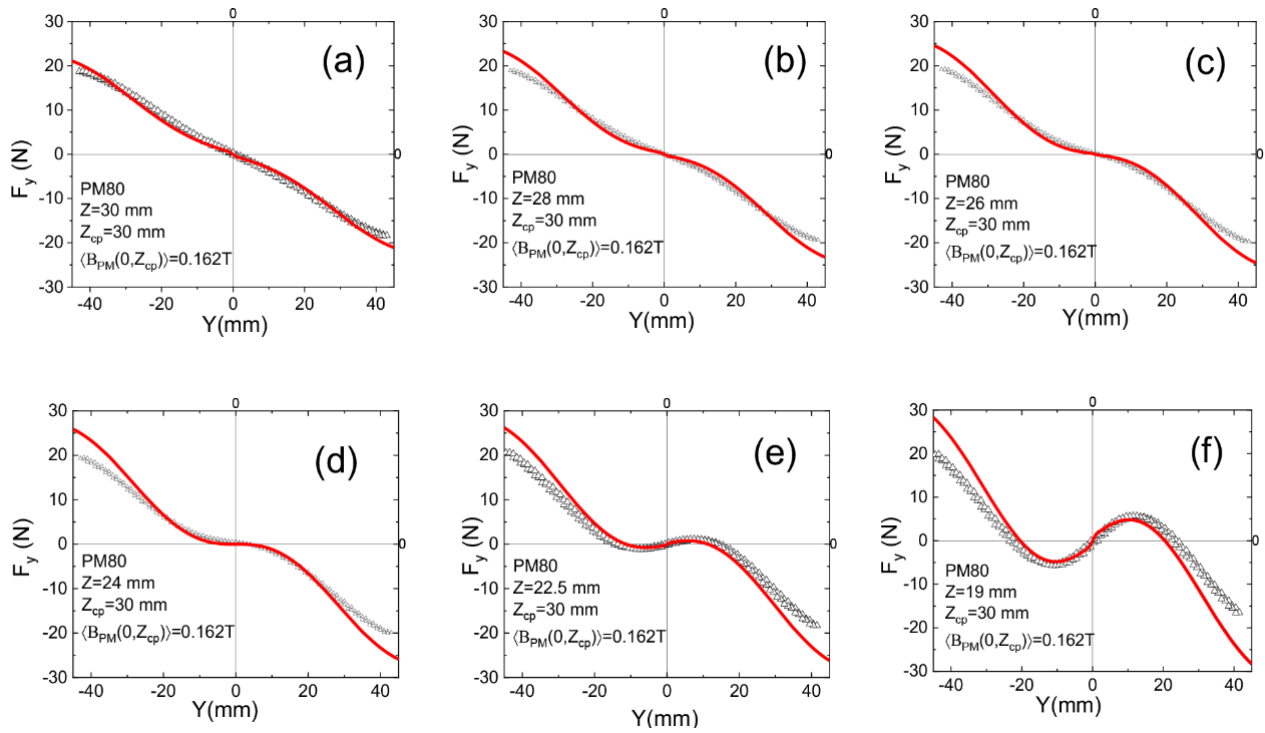 0
(a)
30
20
10
0
-10
-20
-30
F_y (N)
0
PM80
Z=30 mm
Z_cp=30 mm
⟨B_PM(0,Z_cp)⟩=0.162T
-40 -20 0 20 40
Y(mm)
0
(b)
30
20
10
0
-10
-20
-30
F_y (N)
0
PM80
Z=28 mm
Z_cp=30 mm
⟨B_PM(0,Z_cp)⟩=0.162T
-40 -20 0 20 40
Y(mm)
0
(c)
30
20
10
0
-10
-20
-30
F_y (N)
0
PM80
Z=26 mm
Z_cp=30 mm
⟨B_PM(0,Z_cp)⟩=0.162T
-40 -20 0 20 40
Y(mm)
0
(d)
30
20
10
0
-10
-20
-30
F_y (N)
0
PM80
Z=24 mm
Z_cp=30 mm
⟨B_PM(0,Z_cp)⟩=0.162T
-40 -20 0 20 40
Y(mm)
0
(e)
30
20
10
0
-10
-20
-30
F_y (N)
0
PM80
Z=22.5 mm
Z_cp=30 mm
⟨B_PM(0,Z_cp)⟩=0.162T
-40 -20 0 20 40
Y(mm)
0
(f)
30
20
10
0
-10
-20
-30
F_y (N)
0
PM80
Z=19 mm
Z_cp=30 mm
⟨B_PM(0,Z_cp)⟩=0.162T
-40 -20 0 20 40
Y(mm)